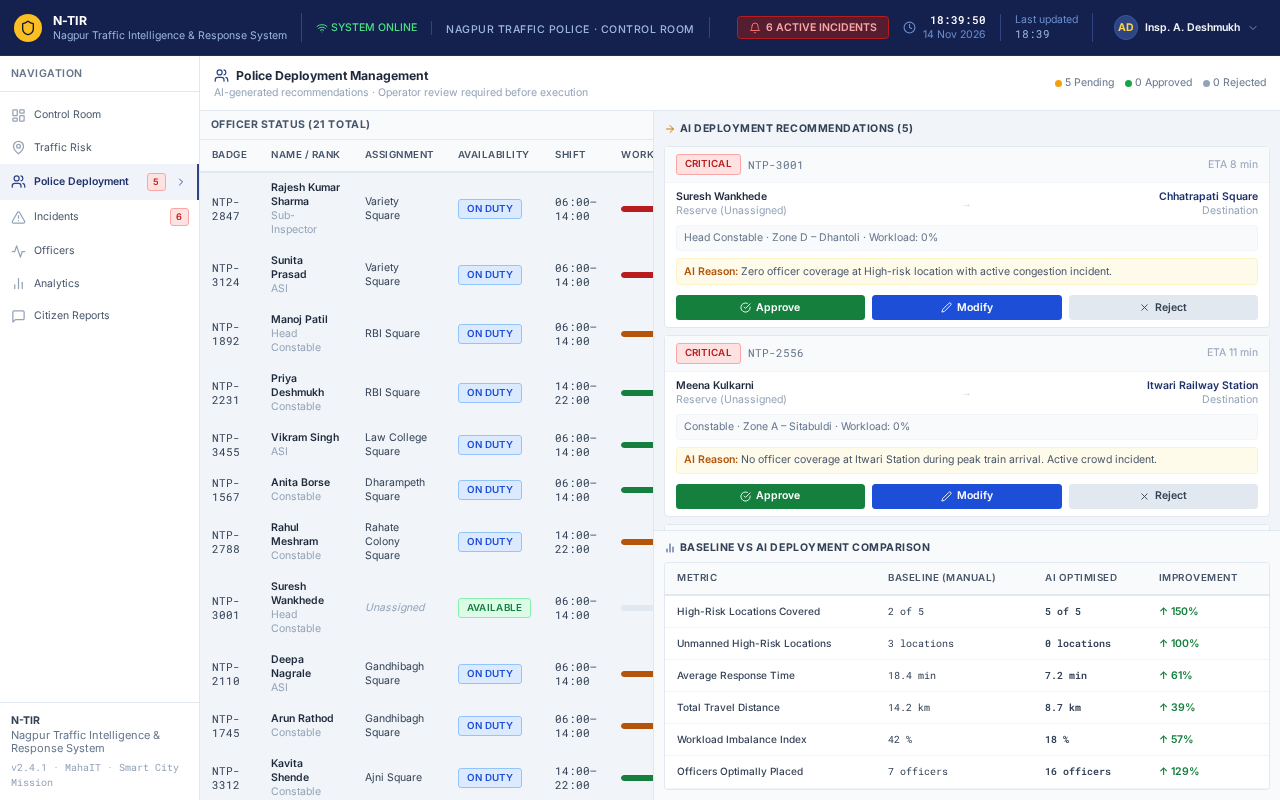 N-TIR
Nagpur Traffic Intelligence & Response System
SYSTEM ONLINE
NAGPUR TRAFFIC POLICE · CONTROL ROOM
6 ACTIVE INCIDENTS
18:39:50
14 Nov 2026
Last updated
18:39
AD
Insp. A. Deshmukh
NAVIGATION
Control Room
Traffic Risk
Police Deployment 5
Incidents 6
Officers
Analytics
Citizen Reports
N-TIR
Nagpur Traffic Intelligence &
Response System
v2.4.1 · MahaIT · Smart City
Mission
Police Deployment Management
AI-generated recommendations · Operator review required before execution
5 Pending 0 Approved 0 Rejected
OFFICER STATUS (21 TOTAL)
BADGE NAME / RANK ASSIGNMENT AVAILABILITY SHIFT WORK
NTP-
2847
Rajesh Kumar
Sharma
Sub-
Inspector
Variety
Square
ON DUTY
06:00–
14:00
NTP-
3124
Sunita
Prasad
ASI
Variety
Square
ON DUTY
06:00–
14:00
NTP-
1892
Manoj Patil
Head
Constable
RBI Square
ON DUTY
06:00–
14:00
NTP-
2231
Priya
Deshmukh
Constable
RBI Square
ON DUTY
14:00–
22:00
NTP-
3455
Vikram Singh
ASI
Law College
Square
ON DUTY
06:00–
14:00
NTP-
1567
Anita Borse
Constable
Dharampeth
Square
ON DUTY
06:00–
14:00
NTP-
2788
Rahul
Meshram
Constable
Rahate
Colony
Square
ON DUTY
14:00–
22:00
NTP-
3001
Suresh
Wankhede
Head
Constable
Unassigned
AVAILABLE
06:00–
14:00
NTP-
2110
Deepa
Nagrale
ASI
Gandhibagh
Square
ON DUTY
06:00–
14:00
NTP-
1745
Arun Rathod
Constable
Gandhibagh
Square
ON DUTY
06:00–
14:00
NTP-
3312
Kavita
Shende
Constable
Ajni Square
ON DUTY
14:00–
22:00
→ AI DEPLOYMENT RECOMMENDATIONS (5)
CRITICAL NTP-3001 ETA 8 min
Suresh Wankhede → Chhatrapati Square
Reserve (Unassigned) Destination
Head Constable · Zone D – Dhantoli · Workload: 0%
AI Reason: Zero officer coverage at High-risk location with active congestion incident.
Approve Modify Reject
CRITICAL NTP-2556 ETA 11 min
Meena Kulkarni → Itwari Railway Station
Reserve (Unassigned) Destination
Constable · Zone A – Sitabuldi · Workload: 0%
AI Reason: No officer coverage at Itwari Station during peak train arrival. Active crowd incident.
Approve Modify Reject
BASELINE VS AI DEPLOYMENT COMPARISON
METRIC BASELINE (MANUAL) AI OPTIMISED IMPROVEMENT
High-Risk Locations Covered 2 of 5 5 of 5 ↑ 150%
Unmanned High-Risk Locations 3 locations 0 locations ↑ 100%
Average Response Time 18.4 min 7.2 min ↑ 61%
Total Travel Distance 14.2 km 8.7 km ↑ 39%
Workload Imbalance Index 42 % 18 % ↑ 57%
Officers Optimally Placed 7 officers 16 officers ↑ 129%